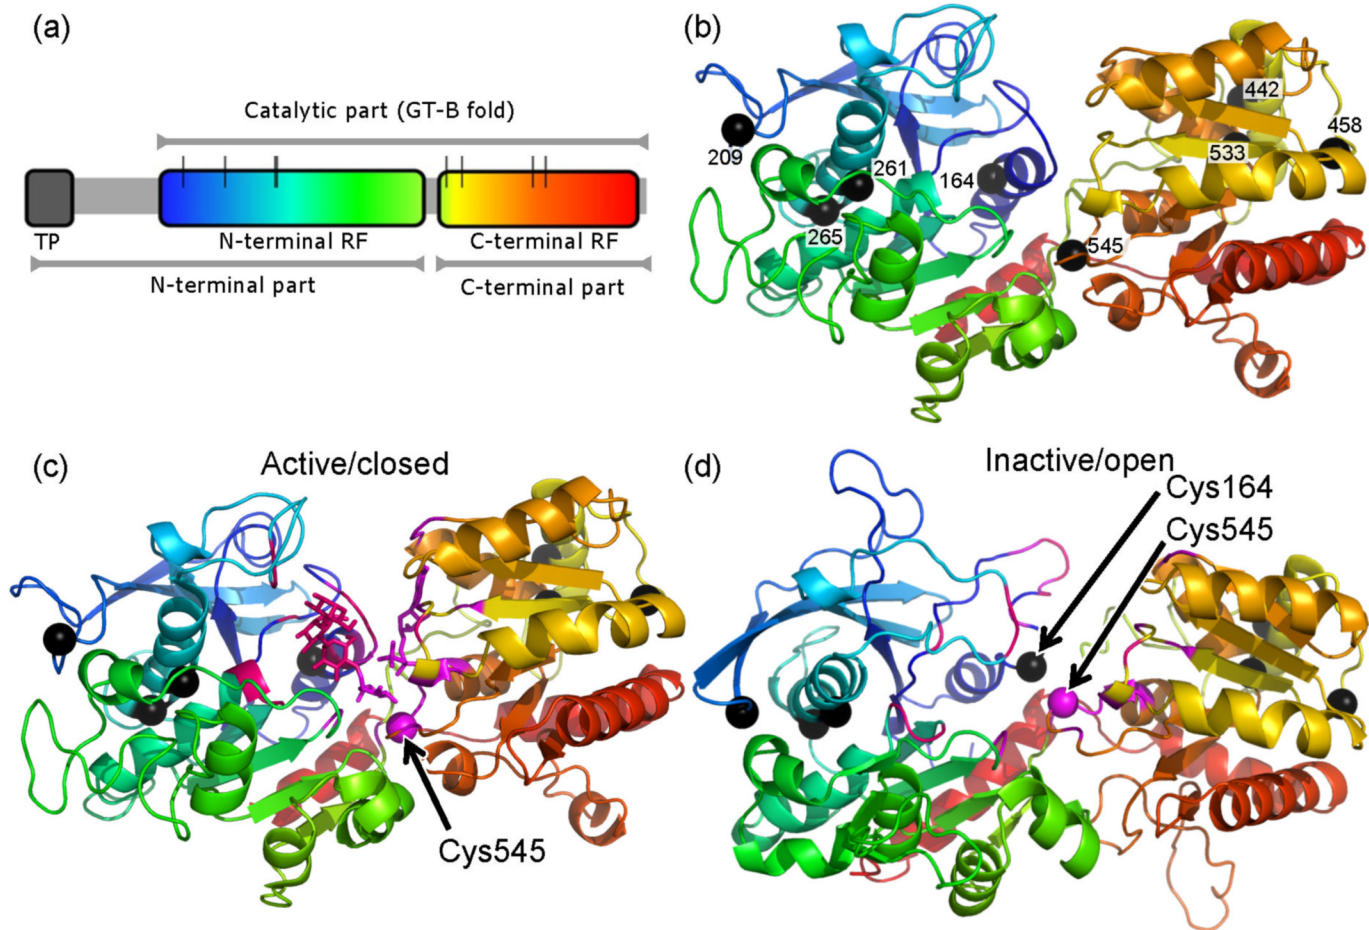 (a)
Catalytic part (GT-B fold)
TP
N-terminal RF
C-terminal RF
N-terminal part
C-terminal part
(b)
442
458
209
261
533
164
265
545
(c)
Active/closed
Cys545
(d)
Inactive/open
Cys164
Cys545